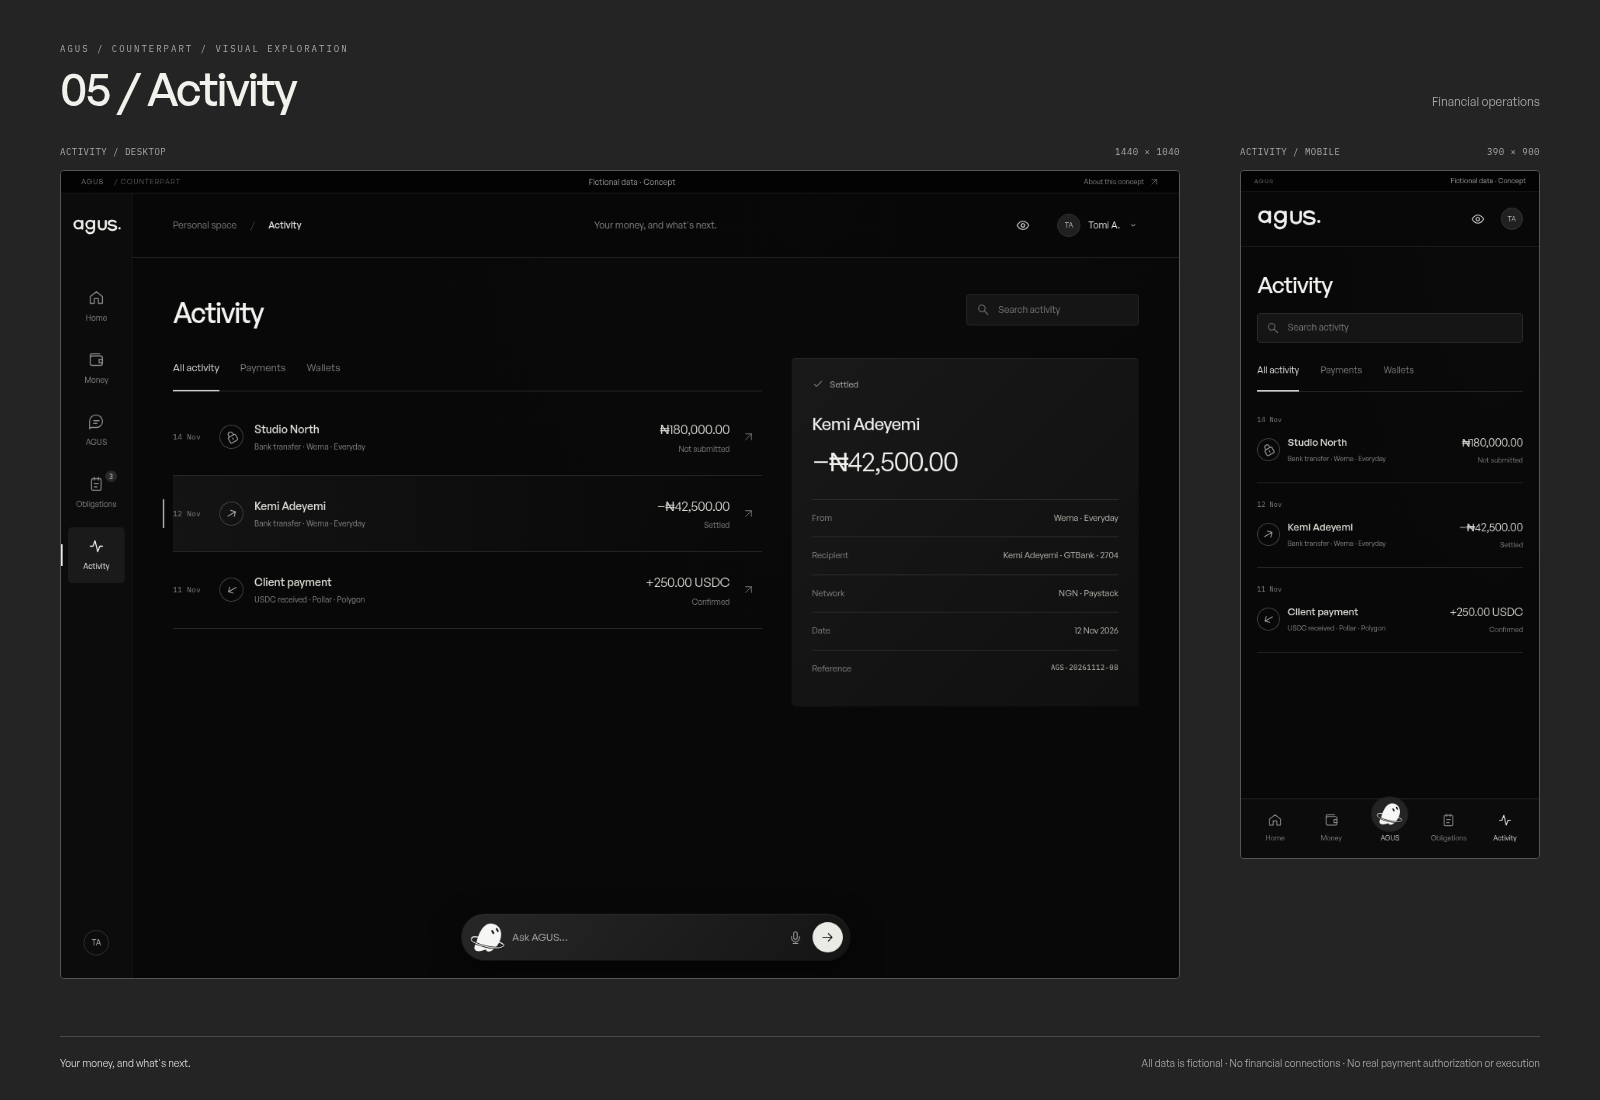 AGUS / COUNTERPART / VISUAL EXPLORATION
05 / Activity
Financial operations
ACTIVITY / DESKTOP
1440 × 1040
AGUS / COUNTERPART
Fictional data · Concept
About this concept
agus.
Personal space / Activity
Your money, and what's next.
TA
Tomi A.
Home
Money
AGUS
3
Obligations
Activity
TA
Activity
Search activity
All activity
Payments
Wallets
14 Nov
Studio North
Bank transfer · Wema · Everyday
₦180,000.00
Not submitted
12 Nov
Kemi Adeyemi
Bank transfer · Wema · Everyday
−₦42,500.00
Settled
11 Nov
Client payment
USDC received · Pollar · Polygon
+250.00 USDC
Confirmed
Settled
Kemi Adeyemi
−₦42,500.00
From
Wema · Everyday
Recipient
Kemi Adeyemi · GTBank · 2704
Network
NGN · Paystack
Date
12 Nov 2026
Reference
AGS-20261112-08
Ask AGUS...
ACTIVITY / MOBILE
390 × 900
AGUS
Fictional data · Concept
agus.
TA
Activity
Search activity
All activity
Payments
Wallets
14 Nov
Studio North
Bank transfer · Wema · Everyday
₦180,000.00
Not submitted
12 Nov
Kemi Adeyemi
Bank transfer · Wema · Everyday
−₦42,500.00
Settled
11 Nov
Client payment
USDC received · Pollar · Polygon
+250.00 USDC
Confirmed
Home
Money
AGUS
Obligations
Activity
Your money, and what's next.
All data is fictional · No financial connections · No real payment authorization or execution